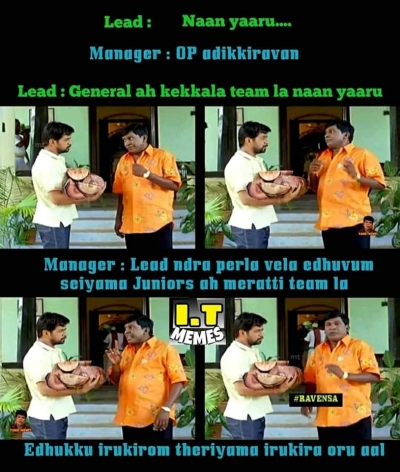 Lead : Naan yaaru....
Manager : OP adikkiravan
Lead : General ah kekkala team la naan yaaru
Manager : Lead ndra perla vela edhuvum
seiyama Juniors ah meratti team la
I.T
MEMES
#RAVENSA
Edhukku irukirom theriyama irukira oru aal